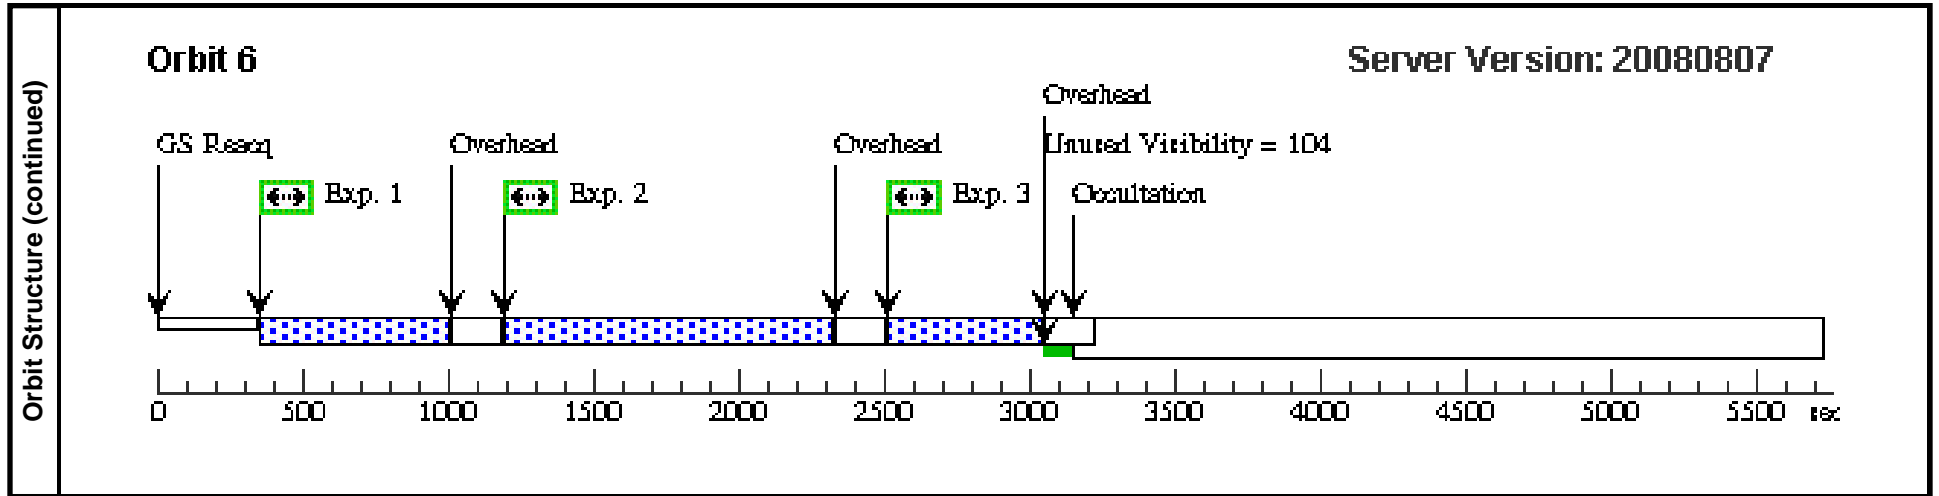 Orbit Structure (continued)
Orbit 6
Server Version: 20080807
Overhead
GS Reacq
Overhead
Overhead
Unused Visibility = 104
Exp. 1
Exp. 2
Exp. 3
Occultation
0 500 1000 1500 2000 2500 3000 3500 4000 4500 5000 5500 sec